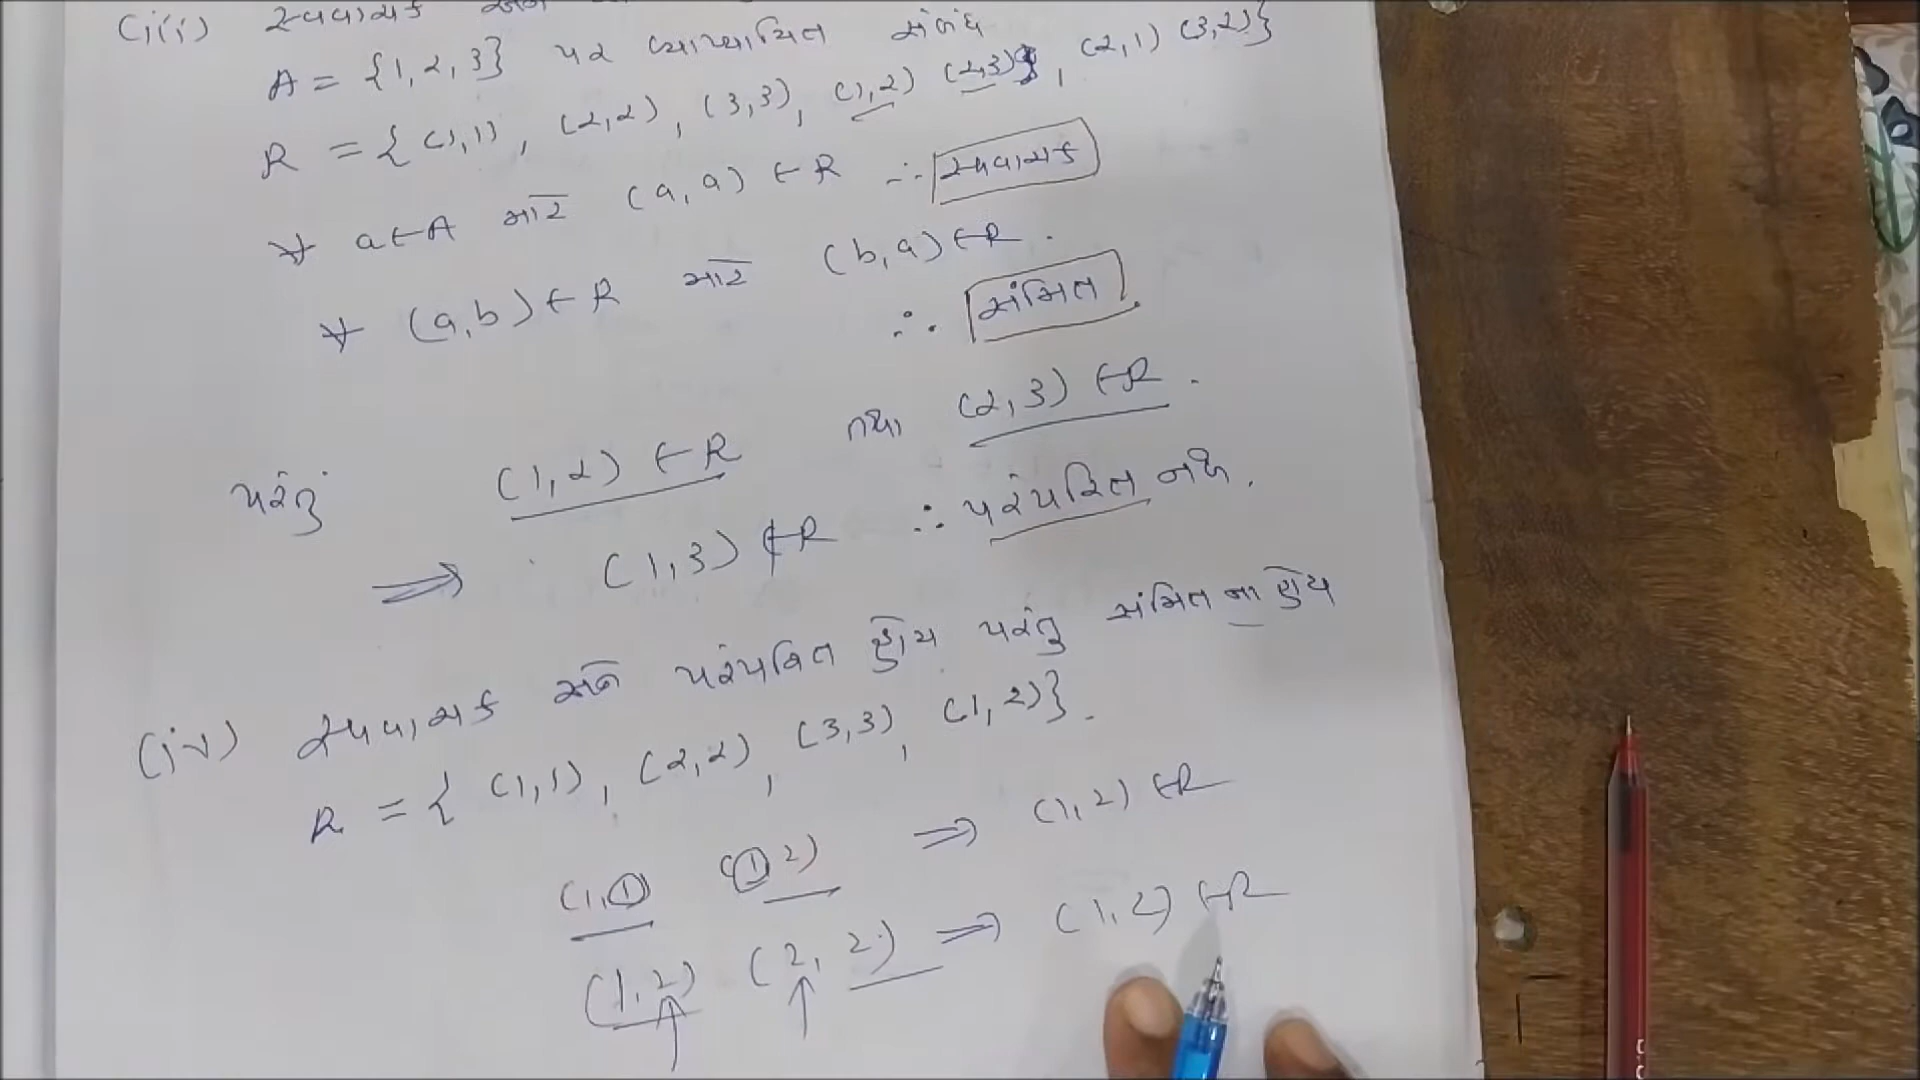 (iii) સ્વવાચક અને
A = {1, 2, 3} પર વ્યાખ્યાયિત સંબંધ
R = {(1,1), (2,2), (3,3), (1,2) (2,3), (2,1) (3,2)}
∀ a ∈ A માટે (a, a) ∈ R ∴ સ્વવાચક
∀ (a, b) ∈ R માટે (b, a) ∈ R.
∴ સંમિત.
પરંતુ (1, 2) ∈ R તથા (2, 3) ∈ R.
⇒ (1, 3) ∉ R ∴ પરંપરિત નથી.
(iv) સ્વવાચક અને પરંપરિત હોય પરંતુ સંમિત ના હોય
R = { (1,1), (2,2), (3,3), (1,2)}.
(1, 1) (1 2) ⇒ (1, 2) ∈ R
(1, 2) (2, 2) ⇒ (1, 2) ∈ R